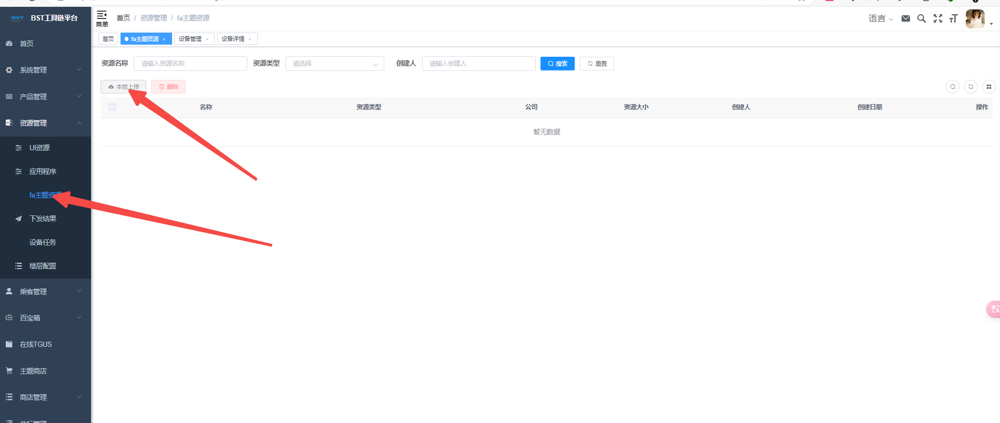 BST BST工具链平台
菜单
首页 / 资源管理 / fa主题资源
语言
首页
fa主题资源 ×
设备管理 ×
设备详情 ×
首页
系统管理
产品管理
资源管理
UI资源
应用程序
fa主题资源
下发结果
设备任务
楼层配置
乘客管理
百宝箱
在线TGUS
主题商店
商店管理
资源名称 请输入资源名称 资源类型 请选择 创建人 请输入创建人 搜索 重置
本地上传 删除
名称 资源类型 公司 资源大小 创建人 创建日期 操作
暂无数据